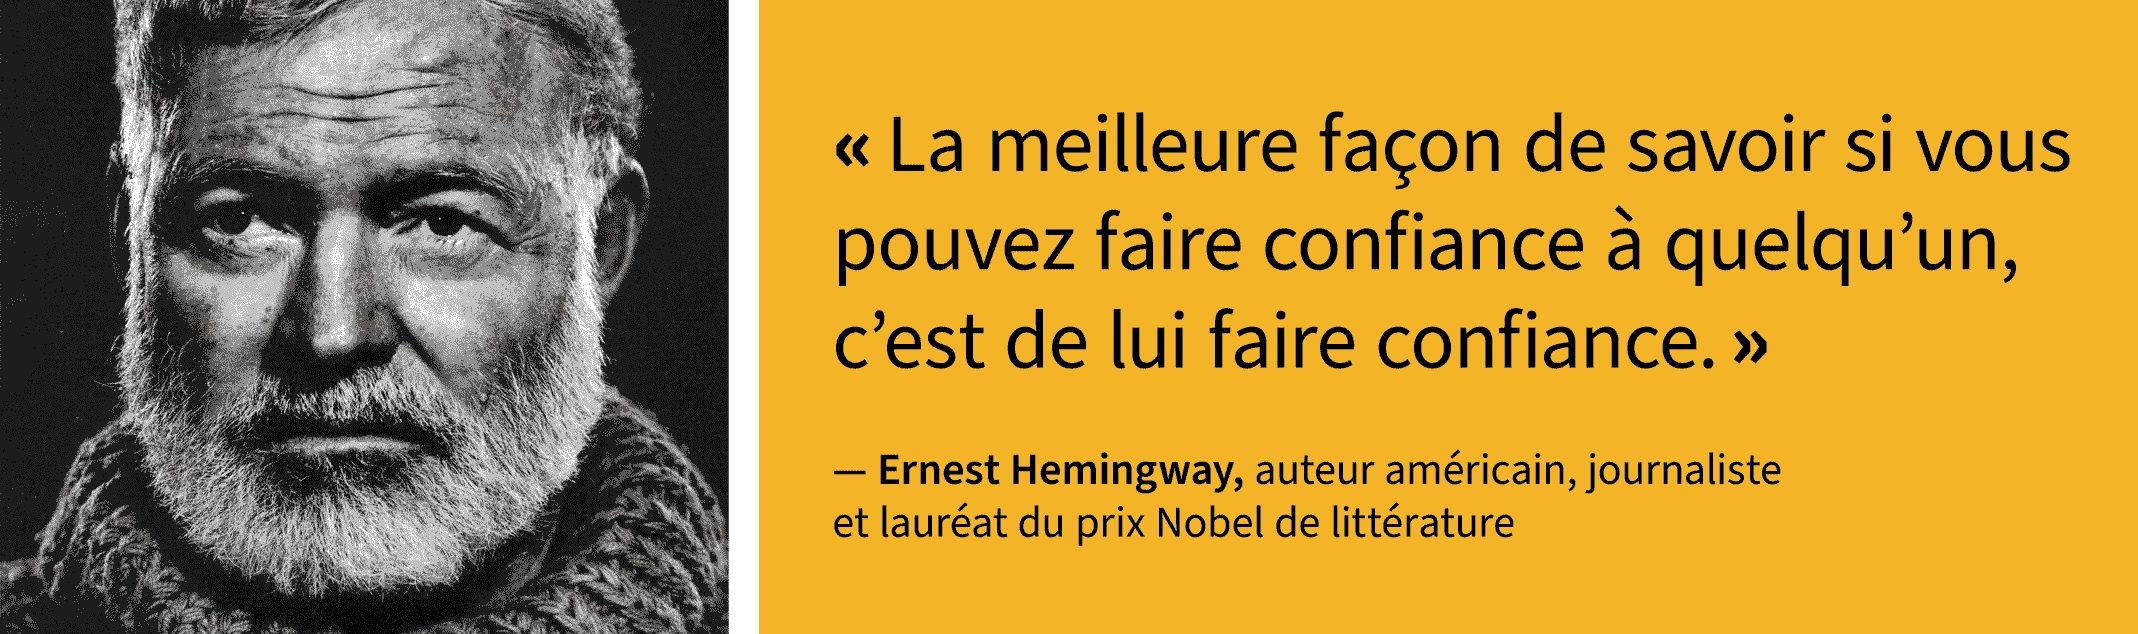 « La meilleure façon de savoir si vous
pouvez faire confiance à quelqu’un,
c’est de lui faire confiance. »
— Ernest Hemingway, auteur américain, journaliste
et lauréat du prix Nobel de littérature